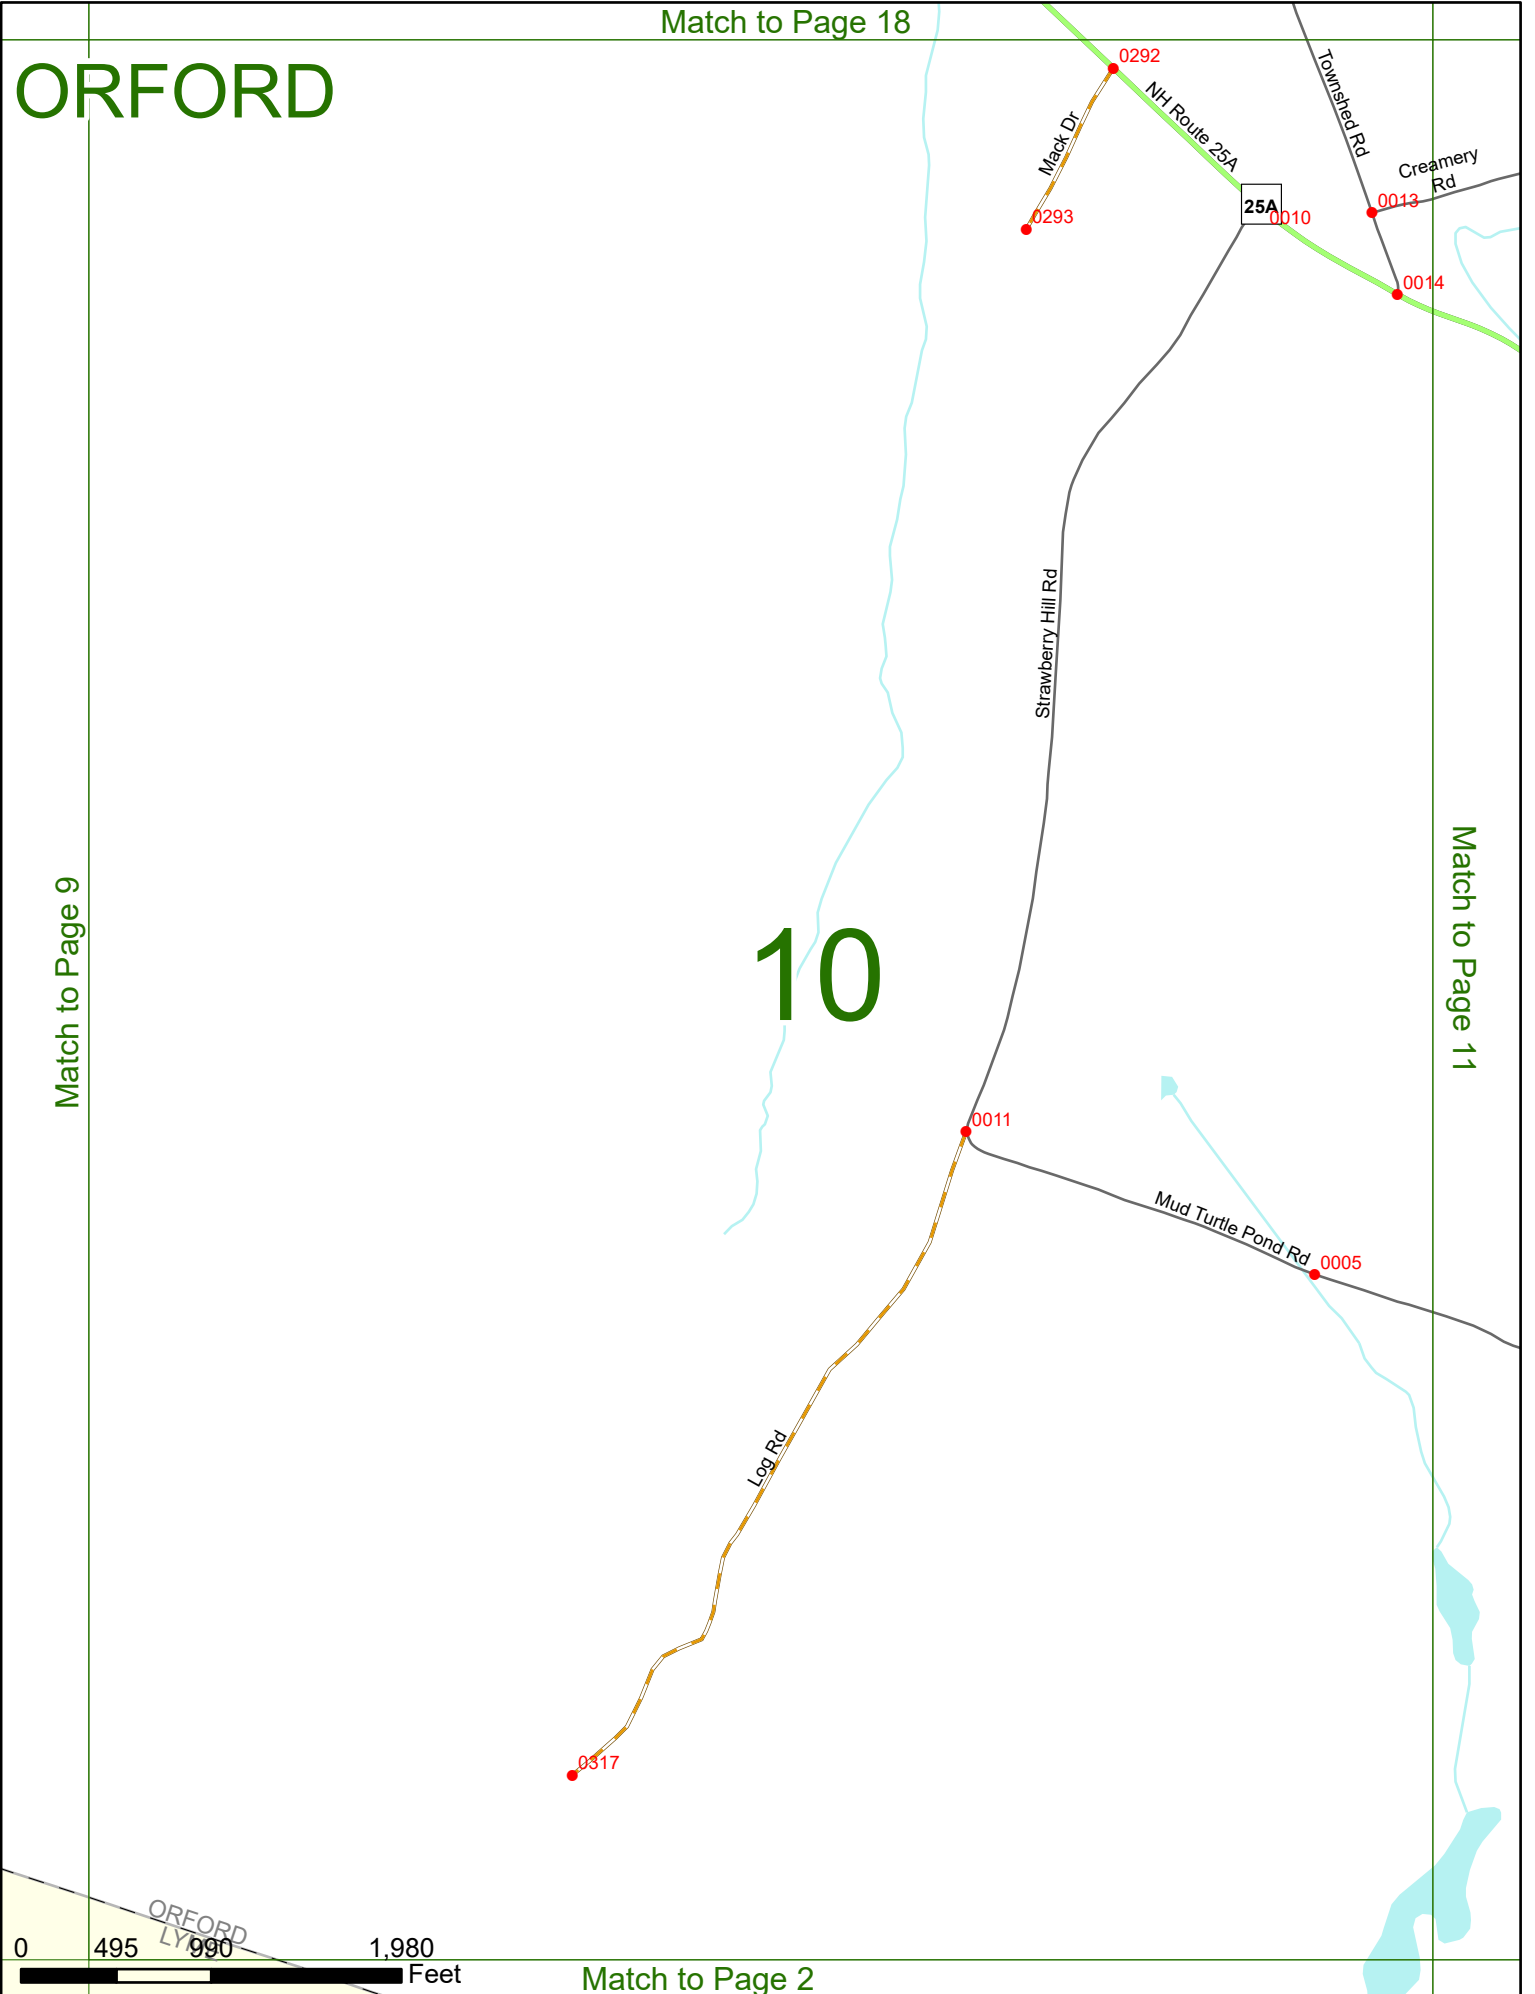 Match to Page 18
ORFORD
0292
Mack Dr
NH Route 25A
Townshed Rd
Creamery
Rd
0293
25A
0010
0013
0014
Strawberry Hill Rd
Match to Page 9
10
Match to Page 11
0011
Mud Turtle Pond Rd
0005
Log Rd
0317
ORFORD
LYME
0 495 990 1,980
Feet
Match to Page 2